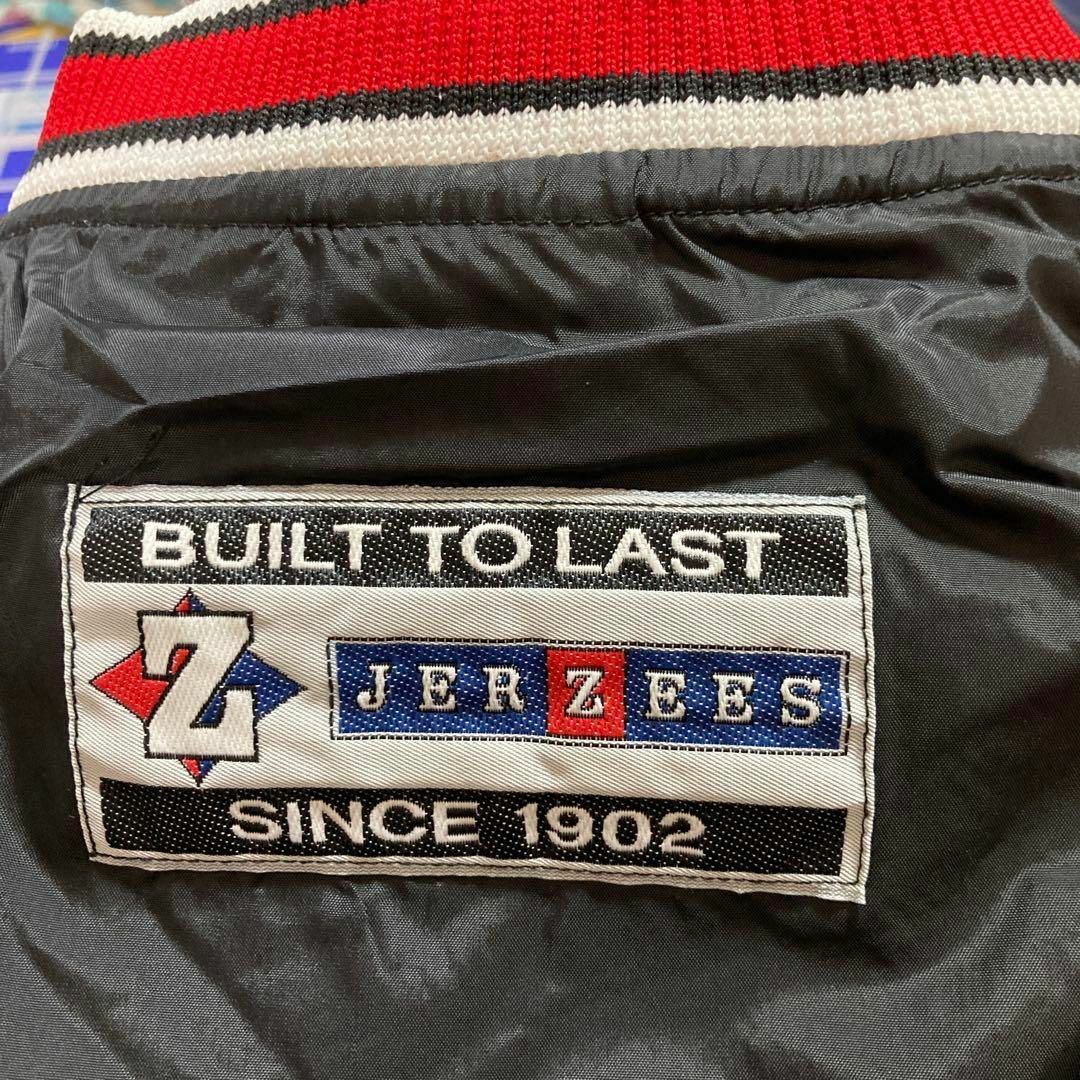 BUILT TO LAST
Z
JERZEES
SINCE 1902